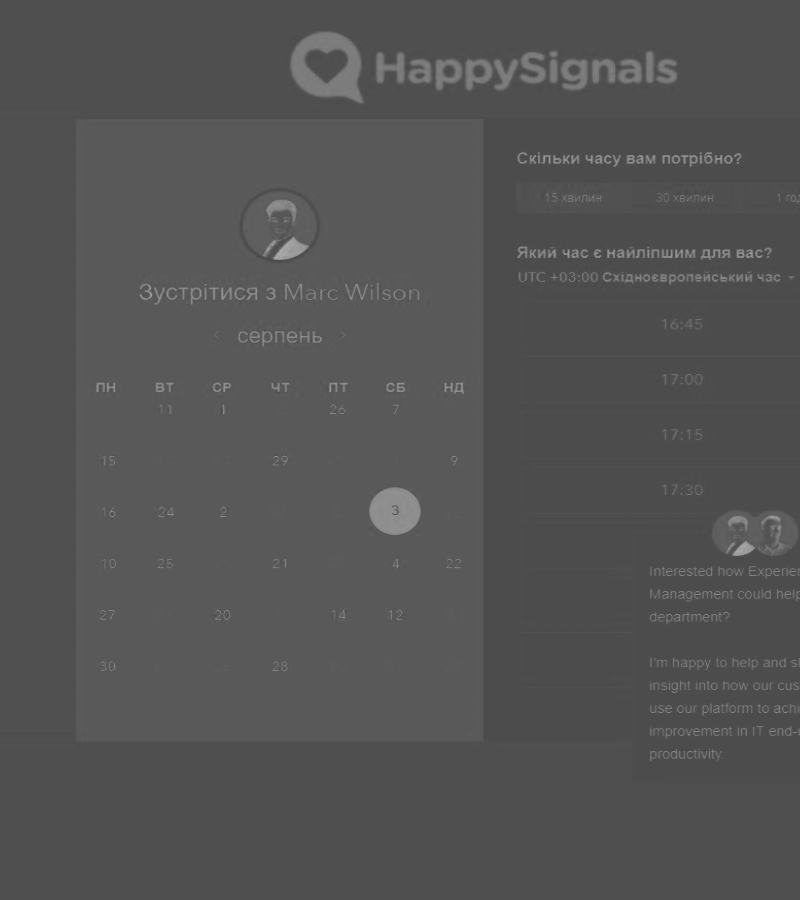 HappySignals
Зустрітися з Marc Wilson
< серпень >
ПН ВТ СР ЧТ ПТ СБ НД
11 1 26 7
15 29 9
16 24 2 3
10 25 21 4 22
27 20 14 12
30 28
Скільки часу вам потрібно?
15 хвилин 30 хвилин 1 год
Який час є найліпшим для вас?
UTC +03:00 Східноєвропейський час
16:45
17:00
17:15
17:30
Interested how Experien
Management could help
department?
I'm happy to help and s
insight into how our cus
use our platform to achi
improvement in IT end-
productivity.